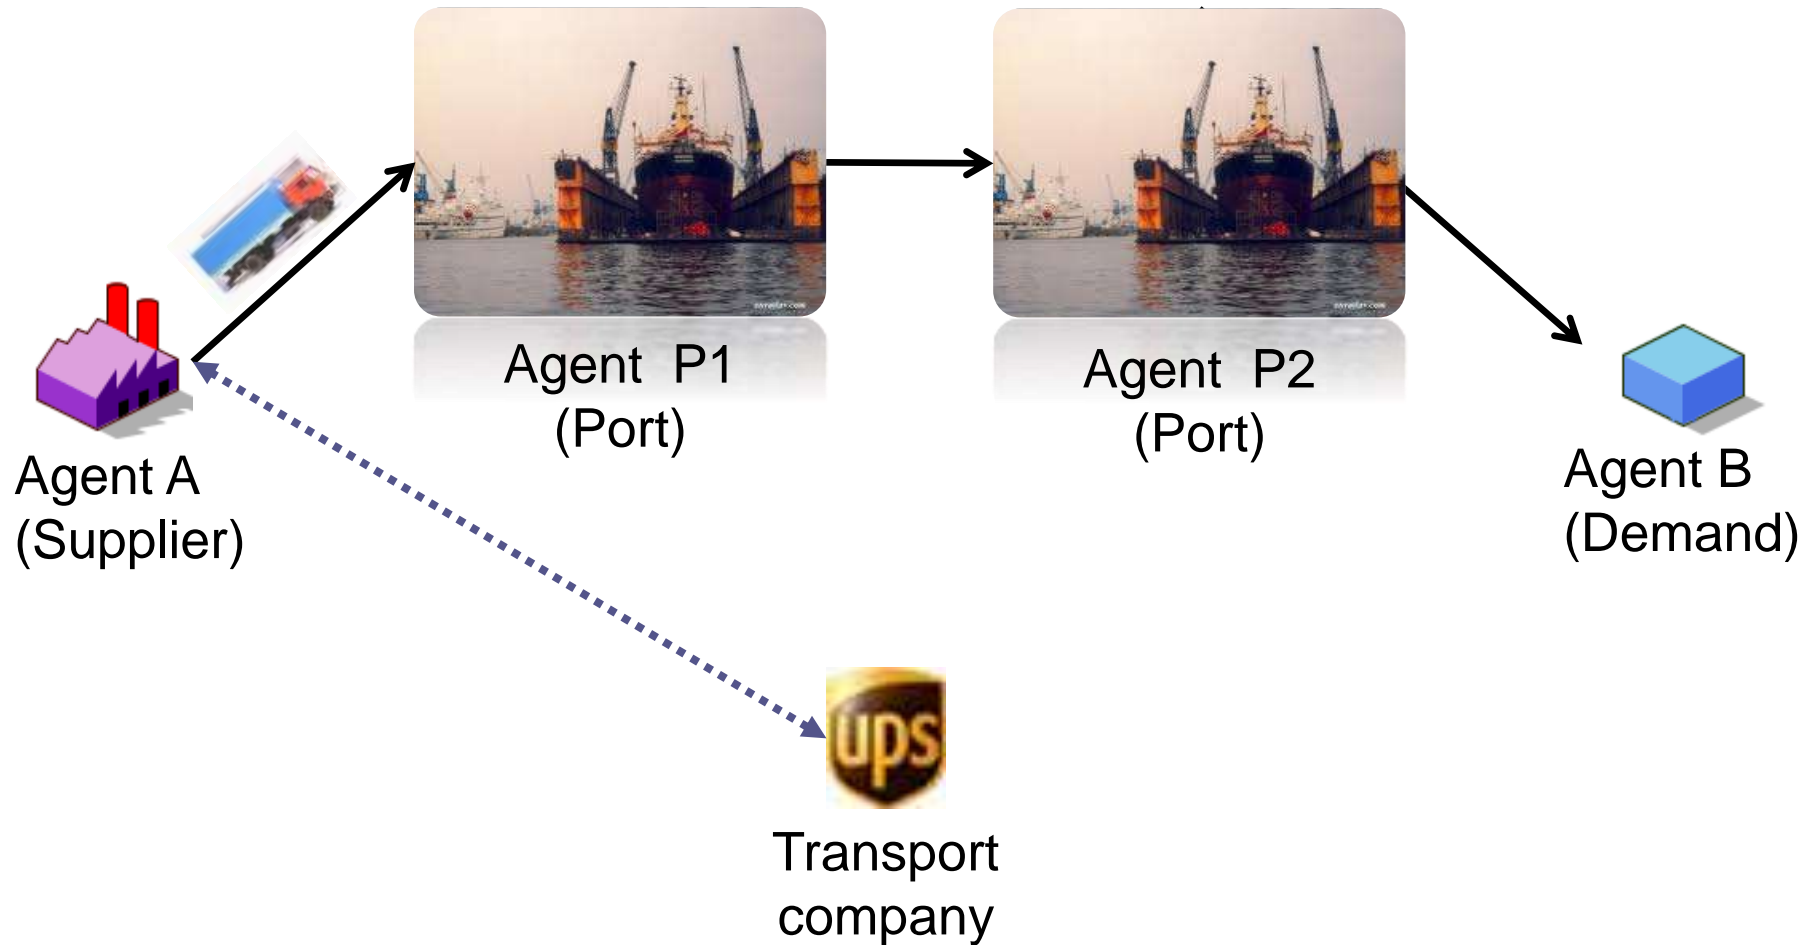 Agent P1
(Port)
Agent P2
(Port)
Agent A
(Supplier)
Agent B
(Demand)
ups
Transport
company